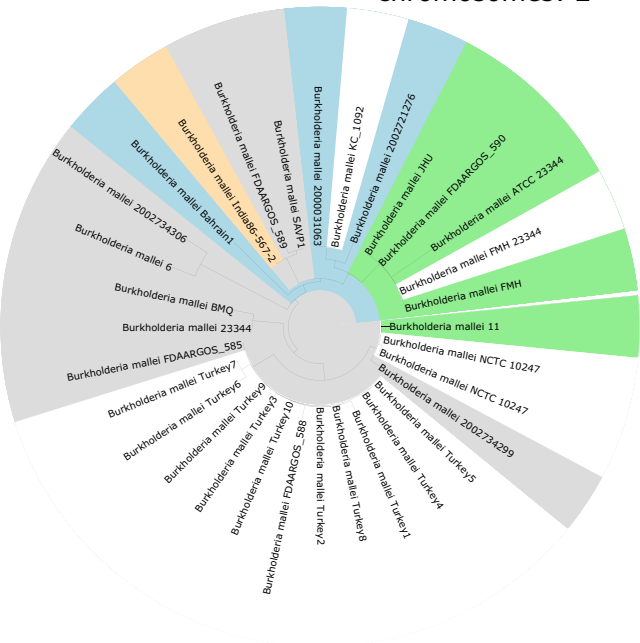 Burkholderia mallei 2000031063
Burkholderia mallei KC_1092
Burkholderia mallei 2002721276
Burkholderia mallei JHU
Burkholderia mallei FDAARGOS_590
Burkholderia mallei ATCC 23344
Burkholderia mallei FMH 23344
Burkholderia mallei FMH
Burkholderia mallei 11
Burkholderia mallei NCTC 10247
Burkholderia mallei NCTC 10247
Burkholderia mallei 2002734299
Burkholderia mallei Turkey5
Burkholderia mallei Turkey4
Burkholderia mallei Turkey1
Burkholderia mallei Turkey8
Burkholderia mallei Turkey2
Burkholderia mallei FDAARGOS_588
Burkholderia mallei Turkey10
Burkholderia mallei Turkey3
Burkholderia mallei Turkey9
Burkholderia mallei Turkey6
Burkholderia mallei Turkey7
Burkholderia mallei FDAARGOS_585
Burkholderia mallei 23344
Burkholderia mallei BMQ
Burkholderia mallei 6
Burkholderia mallei 2002734306
Burkholderia mallei Bahrain1
Burkholderia mallei India86-567-2
Burkholderia mallei FDAARGOS_589
Burkholderia mallei SAVP1